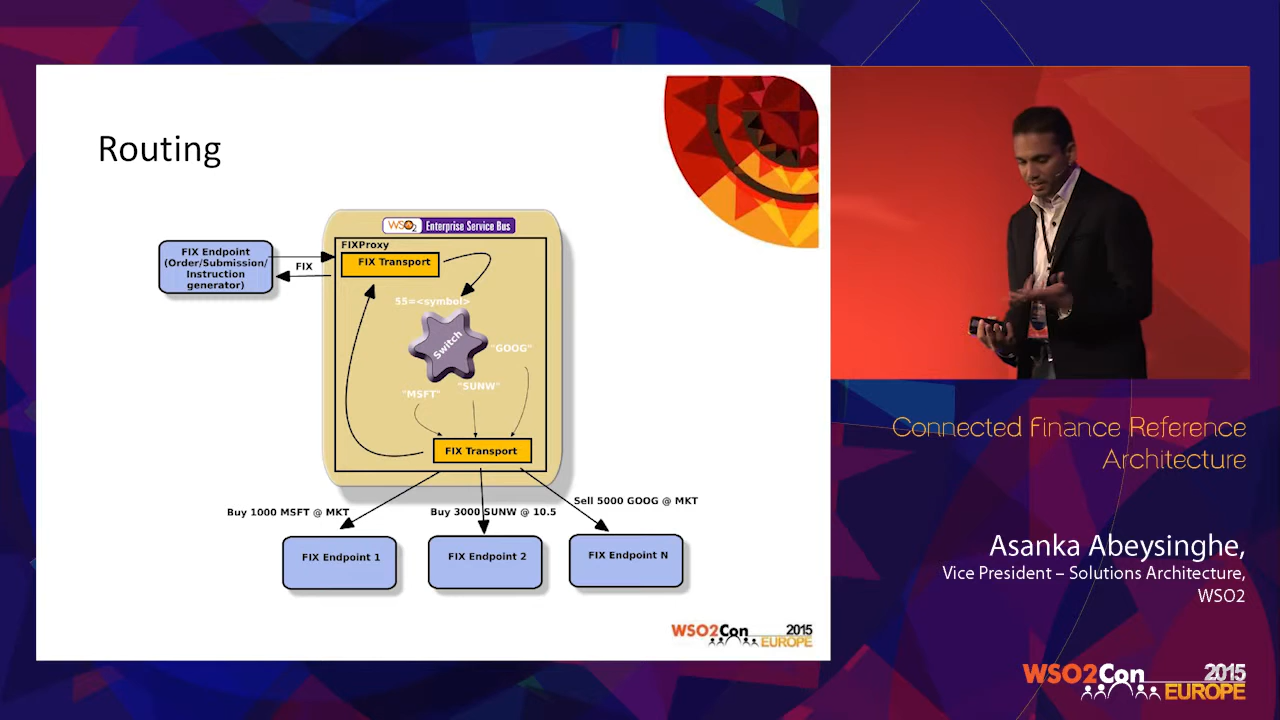 Routing
WSO2 Enterprise Service Bus
FIXProxy
FIX Transport
FIX Endpoint
(Order/Submission/
Instruction
generator)
FIX
55=<symbol>
Switch
"GOOG"
"SUNW"
"MSFT"
FIX Transport
Sell 5000 GOOG @ MKT
Buy 1000 MSFT @ MKT
Buy 3000 SUNW @ 10.5
FIX Endpoint 1
FIX Endpoint 2
FIX Endpoint N
WSO2Con 2015
EUROPE
Connected Finance Reference
Architecture
Asanka Abeysinghe,
Vice President – Solutions Architecture,
WSO2
WSO2Con 2015
EUROPE